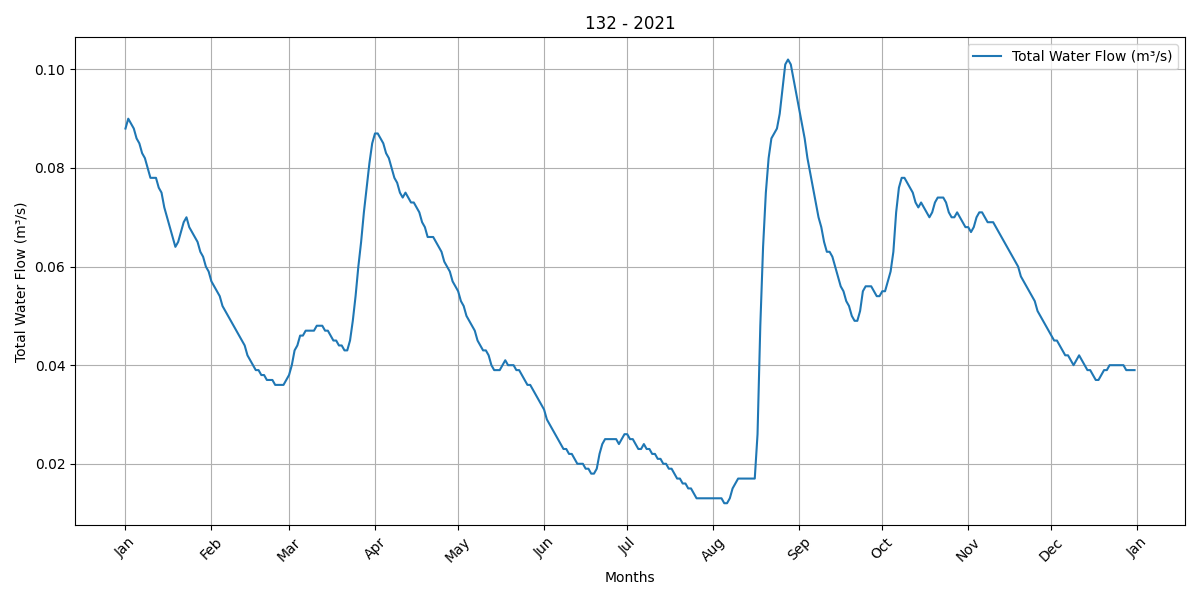 132 - 2021
Total Water Flow (m³/s)
Total Water Flow (m³/s)
0.10
0.08
0.06
0.04
0.02
Jan
Feb
Mar
Apr
May
Jun
Jul
Aug
Sep
Oct
Nov
Dec
Jan
Months